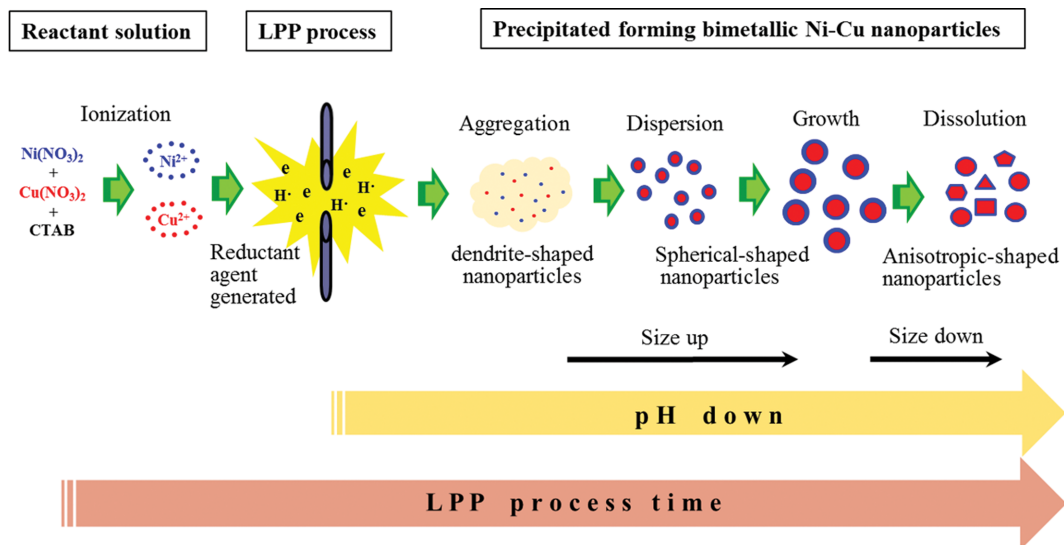 Reactant solution
LPP process
Precipitated forming bimetallic Ni-Cu nanoparticles
Ionization
Ni(NO₃)₂
+
Cu(NO₃)₂
+
CTAB
Ni²⁺
Cu²⁺
e
e
H·
e
H·
e
H·
e
e
Reductant
agent
generated
Aggregation
dendrite-shaped
nanoparticles
Dispersion
Spherical-shaped
nanoparticles
Growth
Dissolution
Anisotropic-shaped
nanoparticles
Size up
Size down
pH down
LPP process time